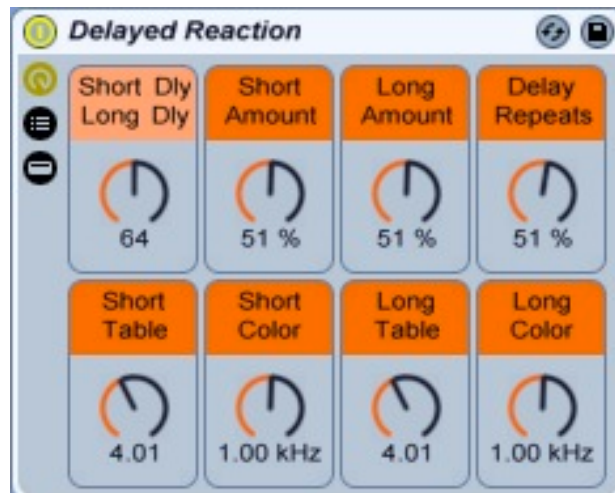 Delayed Reaction
Short Dly
Long Dly
Short
Amount
Long
Amount
Delay
Repeats
64
51 %
51 %
51 %
Short
Table
Short
Color
Long
Table
Long
Color
4.01
1.00 kHz
4.01
1.00 kHz